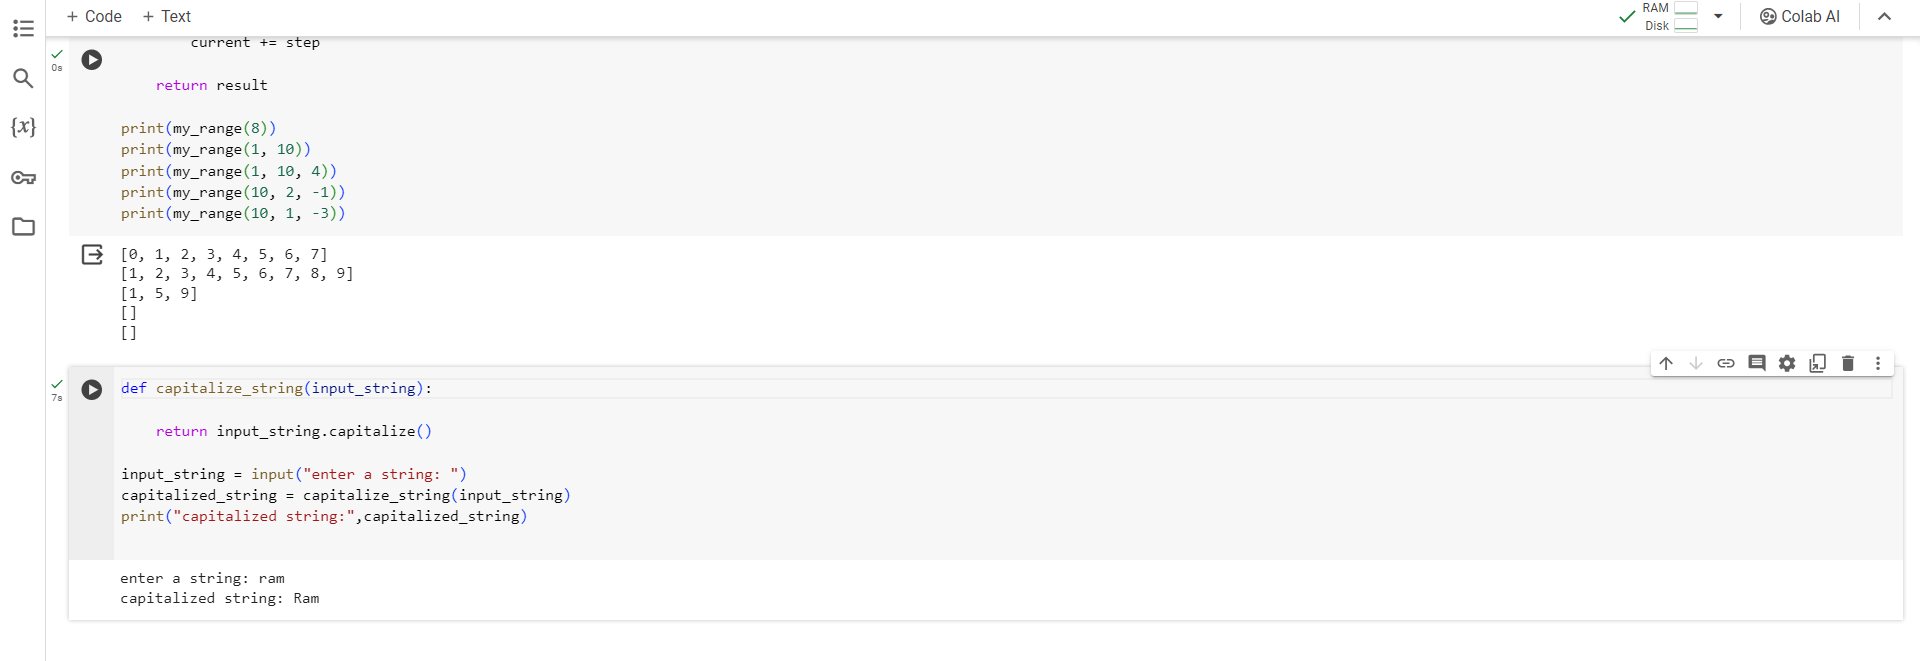 + Code + Text
RAM
Disk
Colab AI
current += step
0s
return result
print(my_range(8))
print(my_range(1, 10))
print(my_range(1, 10, 4))
print(my_range(10, 2, -1))
print(my_range(10, 1, -3))
[0, 1, 2, 3, 4, 5, 6, 7]
[1, 2, 3, 4, 5, 6, 7, 8, 9]
[1, 5, 9]
[]
[]
7s
def capitalize_string(input_string):
return input_string.capitalize()
input_string = input("enter a string: ")
capitalized_string = capitalize_string(input_string)
print("capitalized string:",capitalized_string)
enter a string: ram
capitalized string: Ram